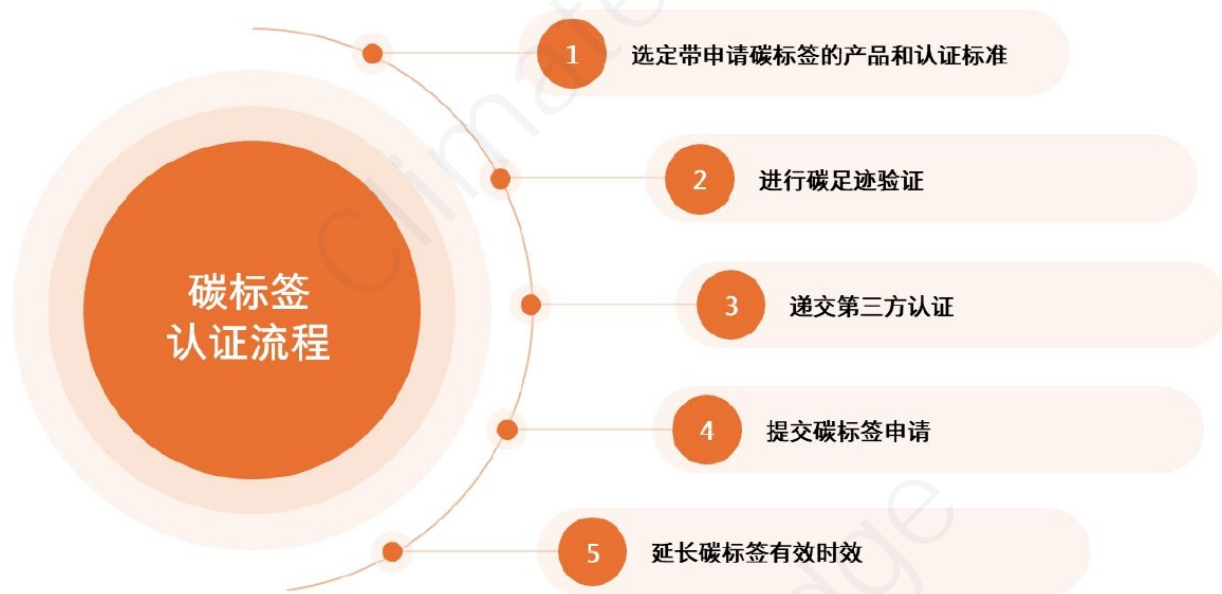 碳标签
认证流程
1
选定带申请碳标签的产品和认证标准
2
进行碳足迹验证
3
递交第三方认证
4
提交碳标签申请
5
延长碳标签有效时效